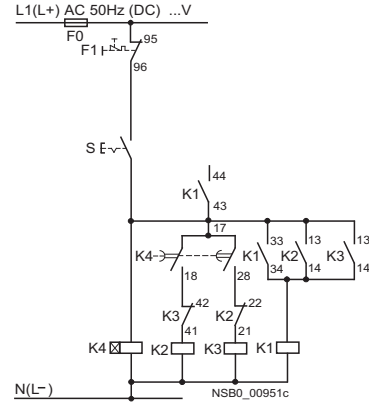 L1(L+) AC 50Hz (DC) ...V
F0
F1 95
96
S
44
K1
43
17
K4 K1 33 K2 13 K3 13
18 28 34 14 14
K3 42 K2 22
41 21
K4 K2 K3 K1
N(L-) NSB0_00951c